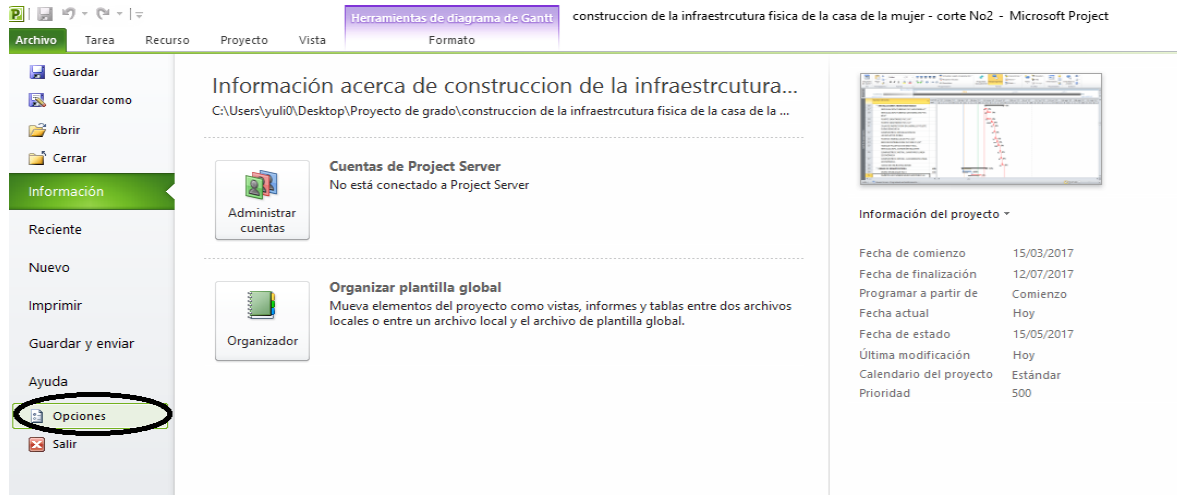 Herramientas de diagrama de Gantt
construccion de la infraestrcutura fisica de la casa de la mujer - corte No2 - Microsoft Project
Archivo Tarea Recurso Proyecto Vista Formato
Guardar
Guardar como
Abrir
Cerrar
Información
Reciente
Nuevo
Imprimir
Guardar y enviar
Ayuda
Opciones
Salir
Información acerca de construccion de la infraestrcutura...
C:\Users\yuli0\Desktop\Proyecto de grado\construccion de la infraestrcutura fisica de la casa de la ...
Administrar
cuentas
Cuentas de Project Server
No está conectado a Project Server
Organizador
Organizar plantilla global
Mueva elementos del proyecto como vistas, informes y tablas entre dos archivos
locales o entre un archivo local y el archivo de plantilla global.
Información del proyecto
Fecha de comienzo 15/03/2017
Fecha de finalización 12/07/2017
Programar a partir de Comienzo
Fecha actual Hoy
Fecha de estado 15/05/2017
Última modificación Hoy
Calendario del proyecto Estándar
Prioridad 500